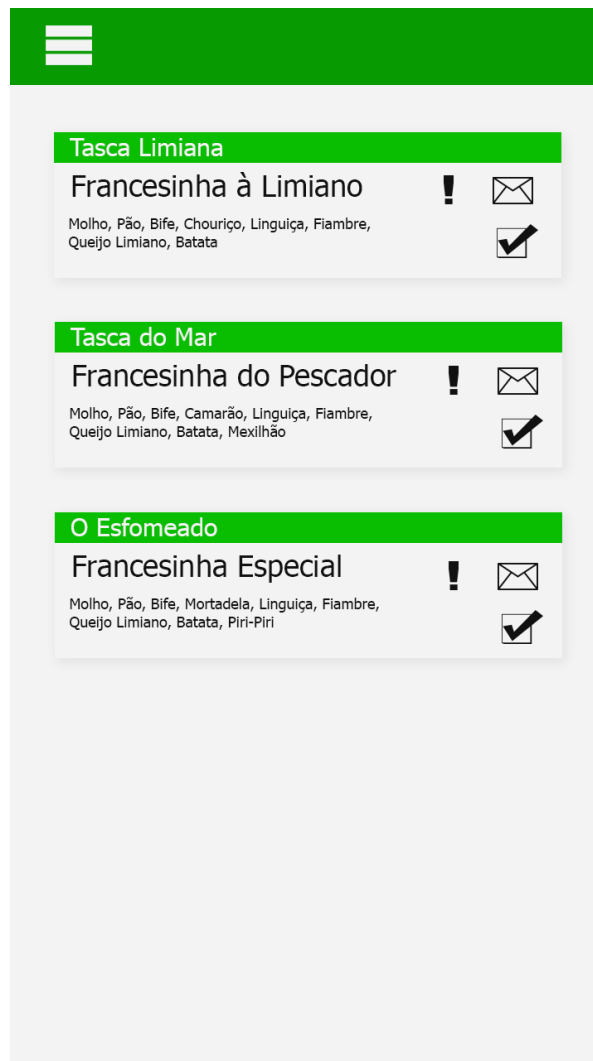 Tasca Limiana
Francesinha à Limiano
Molho, Pão, Bife, Chouriço, Linguiça, Fiambre,
Queijo Limiano, Batata
Tasca do Mar
Francesinha do Pescador
Molho, Pão, Bife, Camarão, Linguiça, Fiambre,
Queijo Limiano, Batata, Mexilhão
O Esfomeado
Francesinha Especial
Molho, Pão, Bife, Mortadela, Linguiça, Fiambre,
Queijo Limiano, Batata, Piri-Piri